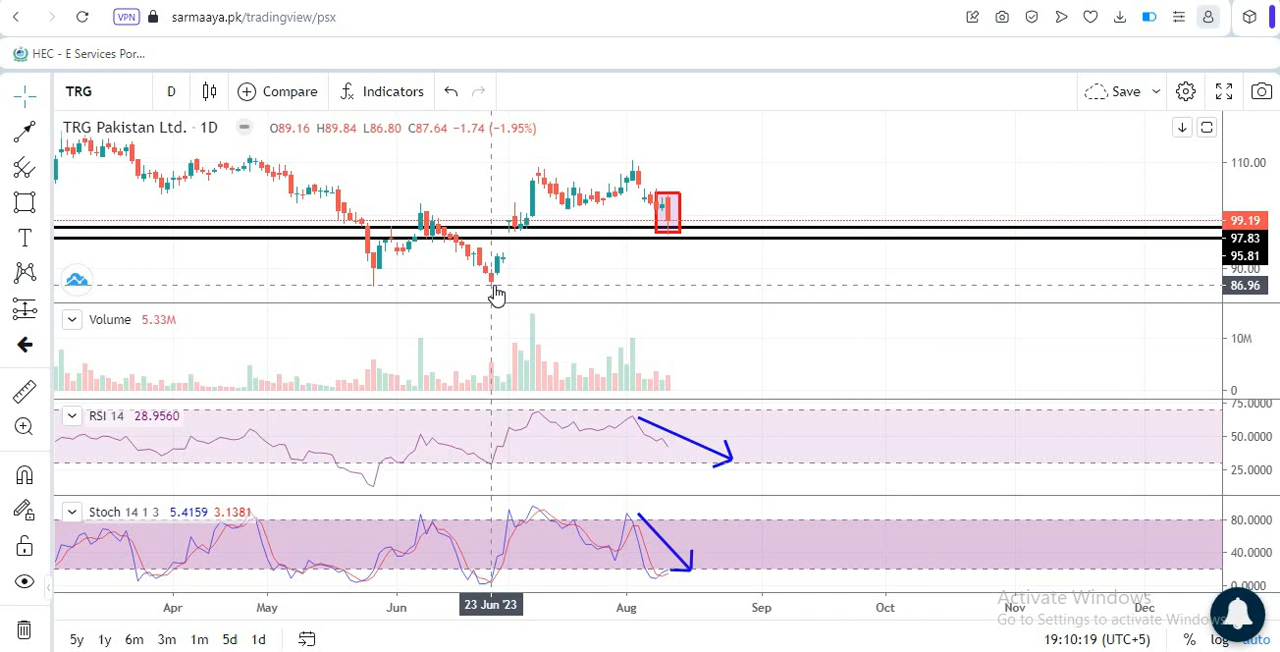 VPN sarmaaya.pk/tradingview/psx
HEC - E Services Por...
TRG D Compare Indicators Save
TRG Pakistan Ltd. · 1D O89.16 H89.84 L86.80 C87.64 −1.74 (−1.95%)
110.00
99.19
97.83
95.81
90.00
86.96
Volume 5.33M
10M
0
75.0000
RSI 14 28.9560
50.0000
25.0000
Stoch 14 1 3 5.4159 3.1381
80.0000
40.0000
0.0000
Apr May Jun 23 Jun '23 Aug Sep Oct Nov Dec
Activate Windows
Go to Settings to activate Windows
5y 1y 6m 3m 1m 5d 1d 19:10:19 (UTC+5) % log auto